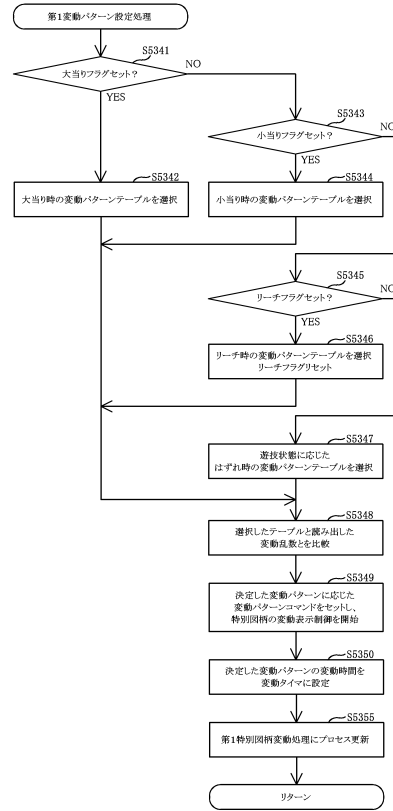 第1変動パターン設定処理
S5341
大当りフラグセット？
NO
YES
S5343
小当りフラグセット？
NO
YES
S5342
大当り時の変動パターンテーブルを選択
S5344
小当り時の変動パターンテーブルを選択
S5345
リーチフラグセット？
NO
YES
S5346
リーチ時の変動パターンテーブルを選択
リーチフラグリセット
S5347
遊技状態に応じた
はずれ時の変動パターンテーブルを選択
S5348
選択したテーブルと読み出した
変動乱数とを比較
S5349
決定した変動パターンに応じた
変動パターンコマンドをセットし、
特別図柄の変動表示制御を開始
S5350
決定した変動パターンの変動時間を
変動タイマに設定
S5355
第1特別図柄変動処理にプロセス更新
リターン